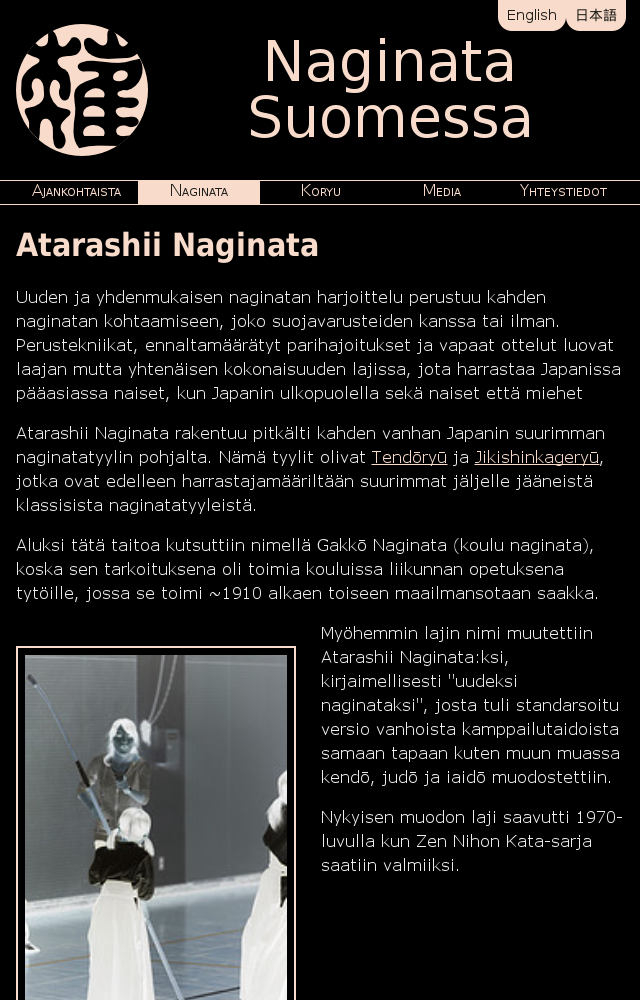 English 日本語
Naginata
Suomessa
Ajankohtaista Naginata Koryu Media Yhteystiedot
Atarashii Naginata
Uuden ja yhdenmukaisen naginatan harjoittelu perustuu kahden
naginatan kohtaamiseen, joko suojavarusteiden kanssa tai ilman.
Perustekniikat, ennaltamäärätyt parihajoitukset ja vapaat ottelut luovat
laajan mutta yhtenäisen kokonaisuuden lajissa, jota harrastaa Japanissa
pääasiassa naiset, kun Japanin ulkopuolella sekä naiset että miehet
Atarashii Naginata rakentuu pitkälti kahden vanhan Japanin suurimman
naginatatyylin pohjalta. Nämä tyylit olivat Tendōryū ja Jikishinkageryū,
jotka ovat edelleen harrastajamääriltään suurimmat jäljelle jääneistä
klassisista naginatatyyleistä.
Aluksi tätä taitoa kutsuttiin nimellä Gakkō Naginata (koulu naginata),
koska sen tarkoituksena oli toimia kouluissa liikunnan opetuksena
tytöille, jossa se toimi ~1910 alkaen toiseen maailmansotaan saakka.
Myöhemmin lajin nimi muutettiin
Atarashii Naginata:ksi,
kirjaimellisesti "uudeksi
naginataksi", josta tuli standarsoitu
versio vanhoista kamppailutaidoista
samaan tapaan kuten muun muassa
kendō, judō ja iaidō muodostettiin.
Nykyisen muodon laji saavutti 1970-
luvulla kun Zen Nihon Kata-sarja
saatiin valmiiksi.